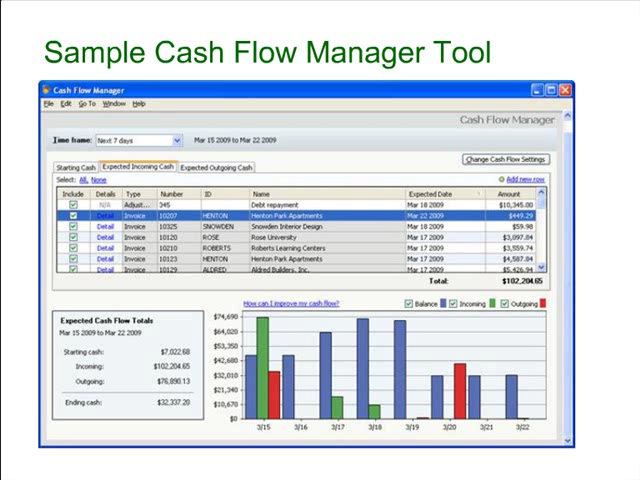 Sample Cash Flow Manager Tool
Cash Flow Manager
File Edit Go To Window Help
Cash Flow Manager
Time frame: Next 7 days Mar 15 2009 to Mar 22 2009
Change Cash Flow Settings
Starting Cash Expected Incoming Cash Expected Outgoing Cash
Select: All, None Add new row
Include Details Type Number ID Name Expected Date Amount
N/A Adjust... 345 Debt repayment Mar 18 2009 $10,345.00
Detail Invoice 10207 HENTON Henton Park Apartments Mar 22 2009 $449.29
Detail Invoice 10325 SNOWDEN Snowden Interior Design Mar 18 2009 $59.98
Detail Invoice 10120 ROSE Rose University Mar 17 2009 $3,097.84
Detail Invoice 10210 ROBERTS Roberts Learning Centers Mar 17 2009 $3,559.74
Detail Invoice 10123 HENTON Henton Park Apartments Mar 17 2009 $4,587.84
Detail Invoice 10129 ALDRED Aldred Builders, Inc. Mar 17 2009 $5,426.94
Total: $102,204.65
How can I improve my cash flow? Balance Incoming Outgoing
Expected Cash Flow Totals
Mar 15 2009 to Mar 22 2009
Starting cash: $7,022.68
Incoming: $102,204.65
Outgoing: $76,890.13
Ending cash: $32,337.20
$74,690
$64,020
$53,350
$42,680
$32,010
$21,340
$10,670
$0
3/15 3/16 3/17 3/18 3/19 3/20 3/21 3/22